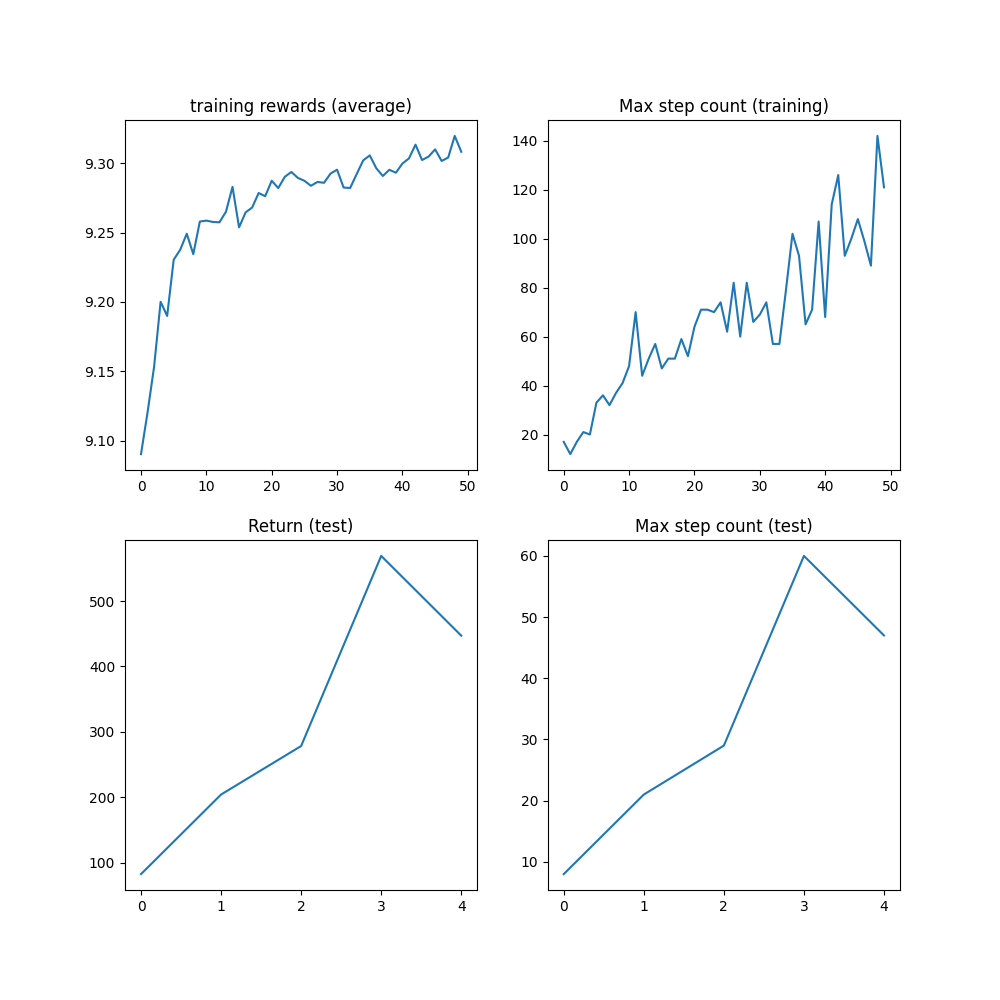 training rewards (average)
9.30
9.25
9.20
9.15
9.10
0 10 20 30 40 50
Max step count (training)
140
120
100
80
60
40
20
0 10 20 30 40 50
Return (test)
500
400
300
200
100
0 1 2 3 4
Max step count (test)
60
50
40
30
20
10
0 1 2 3 4